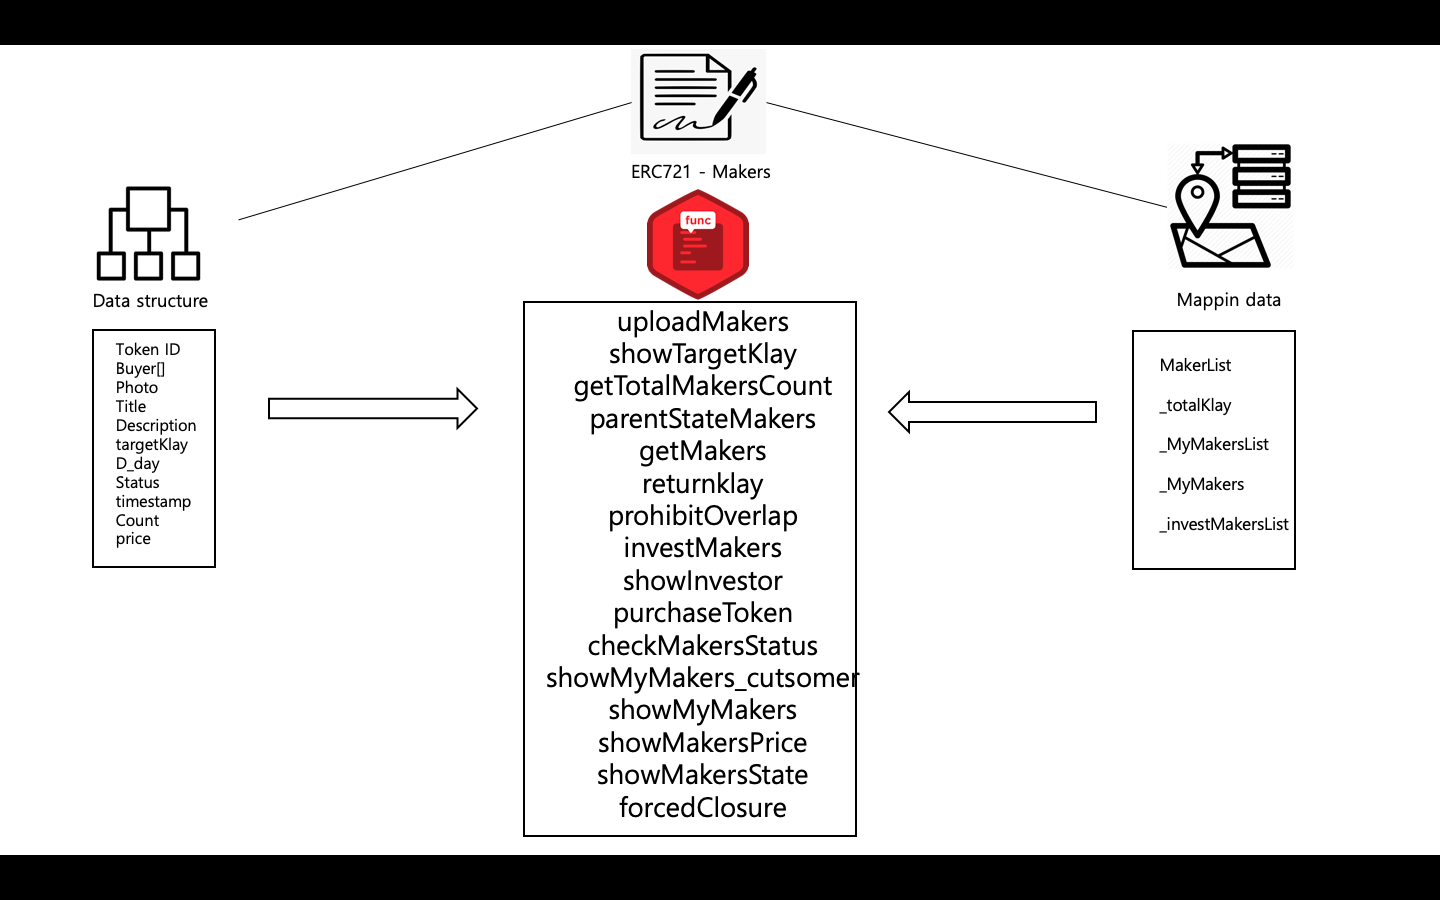 ERC721 - Makers
func
Data structure
Token ID
Buyer[]
Photo
Title
Description
targetKlay
D_day
Status
timestamp
Count
price
uploadMakers
showTargetKlay
getTotalMakersCount
parentStateMakers
getMakers
returnklay
prohibitOverlap
investMakers
showInvestor
purchaseToken
checkMakersStatus
showMyMakers_cutsomer
showMyMakers
showMakersPrice
showMakersState
forcedClosure
Mappin data
MakerList
_totalKlay
_MyMakersList
_MyMakers
_investMakersList